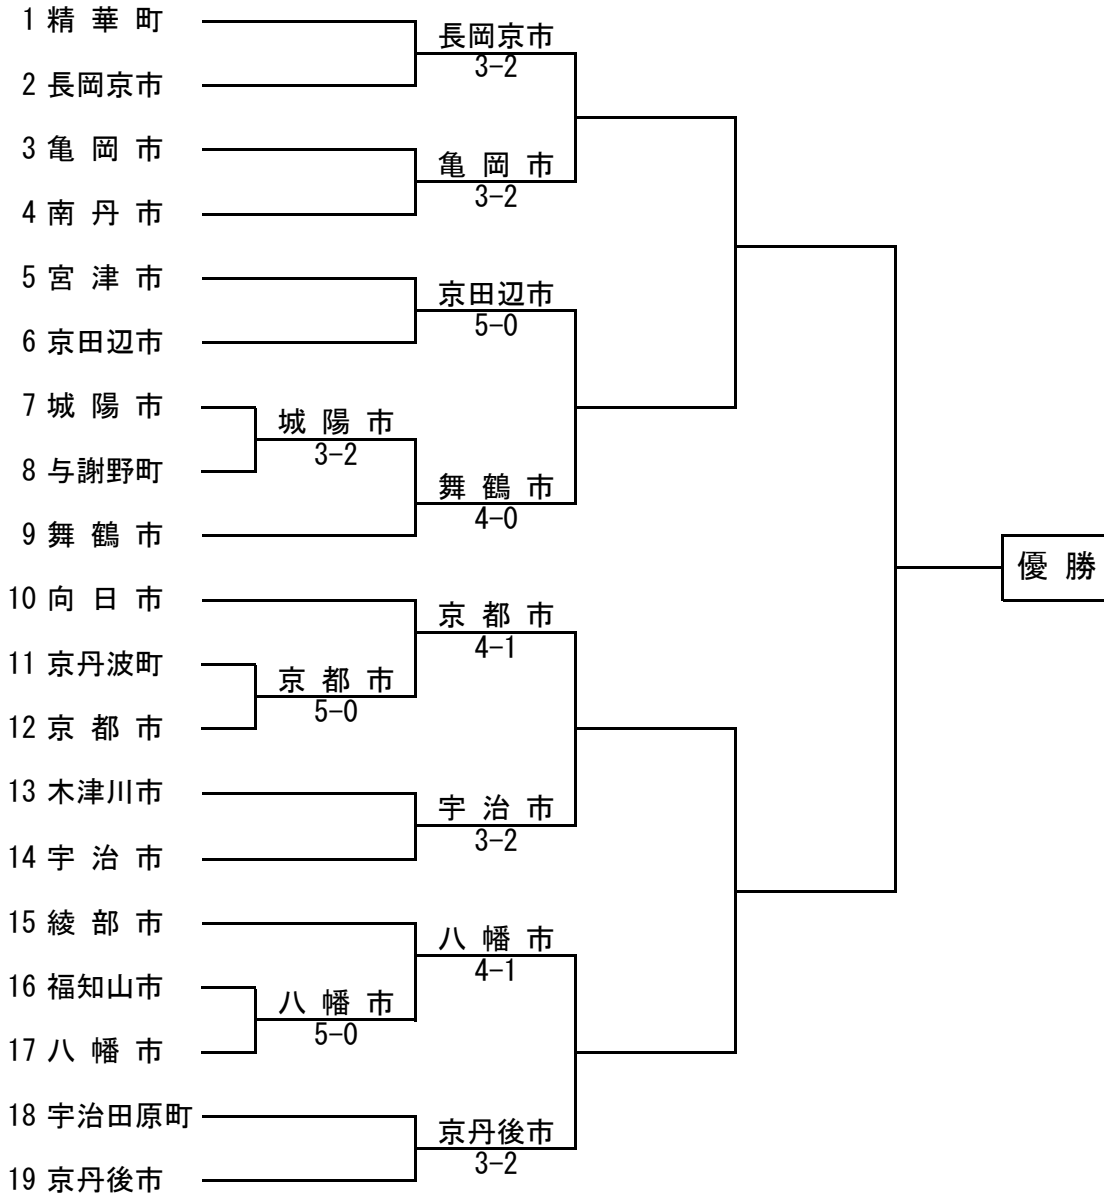 1 精 華 町
長岡京市
3-2
2 長岡京市
3 亀 岡 市
亀 岡 市
3-2
4 南 丹 市
5 宮 津 市
京田辺市
5-0
6 京田辺市
7 城 陽 市
城 陽 市
3-2
8 与謝野町
舞 鶴 市
4-0
9 舞 鶴 市
優 勝
10 向 日 市
京 都 市
4-1
11 京丹波町
京 都 市
5-0
12 京 都 市
13 木津川市
宇 治 市
3-2
14 宇 治 市
15 綾 部 市
八 幡 市
4-1
16 福知山市
八 幡 市
5-0
17 八 幡 市
18 宇治田原町
京丹後市
3-2
19 京丹後市